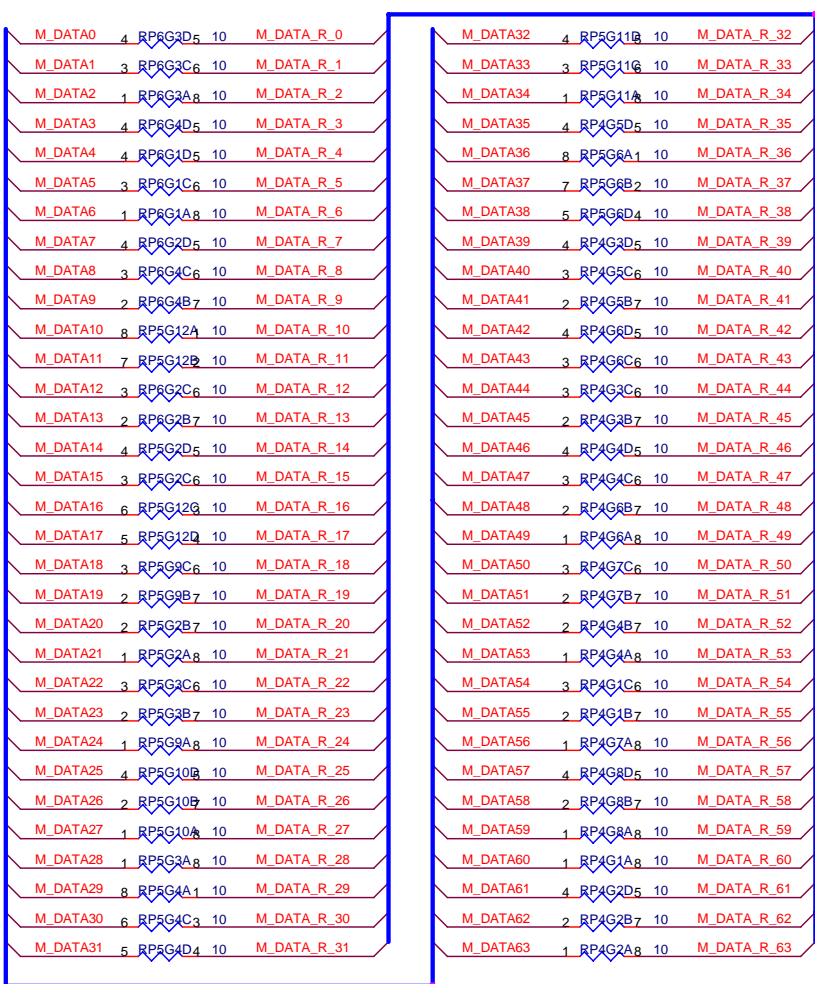 M_DATA0 4 RP6G3D 5 10 M_DATA_R_0
M_DATA1 3 RP6G3C 6 10 M_DATA_R_1
M_DATA2 1 RP6G3A 8 10 M_DATA_R_2
M_DATA3 4 RP6G4D 5 10 M_DATA_R_3
M_DATA4 4 RP6G1D 5 10 M_DATA_R_4
M_DATA5 3 RP6G1C 6 10 M_DATA_R_5
M_DATA6 1 RP6G1A 8 10 M_DATA_R_6
M_DATA7 4 RP6G2D 5 10 M_DATA_R_7
M_DATA8 3 RP6G4C 6 10 M_DATA_R_8
M_DATA9 2 RP6G4B 7 10 M_DATA_R_9
M_DATA10 8 RP5G12A 1 10 M_DATA_R_10
M_DATA11 7 RP5G12B 2 10 M_DATA_R_11
M_DATA12 3 RP6G2C 6 10 M_DATA_R_12
M_DATA13 2 RP6G2B 7 10 M_DATA_R_13
M_DATA14 4 RP5G2D 5 10 M_DATA_R_14
M_DATA15 3 RP5G2C 6 10 M_DATA_R_15
M_DATA16 6 RP5G12C 3 10 M_DATA_R_16
M_DATA17 5 RP5G12D 4 10 M_DATA_R_17
M_DATA18 3 RP5G9C 6 10 M_DATA_R_18
M_DATA19 2 RP5G9B 7 10 M_DATA_R_19
M_DATA20 2 RP5G2B 7 10 M_DATA_R_20
M_DATA21 1 RP5G2A 8 10 M_DATA_R_21
M_DATA22 3 RP5G3C 6 10 M_DATA_R_22
M_DATA23 2 RP5G3B 7 10 M_DATA_R_23
M_DATA24 1 RP5G9A 8 10 M_DATA_R_24
M_DATA25 4 RP5G10D 5 10 M_DATA_R_25
M_DATA26 2 RP5G10B 7 10 M_DATA_R_26
M_DATA27 1 RP5G10A 8 10 M_DATA_R_27
M_DATA28 1 RP5G3A 8 10 M_DATA_R_28
M_DATA29 8 RP5G4A 1 10 M_DATA_R_29
M_DATA30 6 RP5G4C 3 10 M_DATA_R_30
M_DATA31 5 RP5G4D 4 10 M_DATA_R_31
M_DATA32 4 RP5G11D 5 10 M_DATA_R_32
M_DATA33 3 RP5G11C 6 10 M_DATA_R_33
M_DATA34 1 RP5G11A 8 10 M_DATA_R_34
M_DATA35 4 RP4G5D 5 10 M_DATA_R_35
M_DATA36 8 RP5G6A 1 10 M_DATA_R_36
M_DATA37 7 RP5G6B 2 10 M_DATA_R_37
M_DATA38 5 RP5G6D 4 10 M_DATA_R_38
M_DATA39 4 RP4G3D 5 10 M_DATA_R_39
M_DATA40 3 RP4G5C 6 10 M_DATA_R_40
M_DATA41 2 RP4G5B 7 10 M_DATA_R_41
M_DATA42 4 RP4G6D 5 10 M_DATA_R_42
M_DATA43 3 RP4G6C 6 10 M_DATA_R_43
M_DATA44 3 RP4G3C 6 10 M_DATA_R_44
M_DATA45 2 RP4G3B 7 10 M_DATA_R_45
M_DATA46 4 RP4G4D 5 10 M_DATA_R_46
M_DATA47 3 RP4G4C 6 10 M_DATA_R_47
M_DATA48 2 RP4G6B 7 10 M_DATA_R_48
M_DATA49 1 RP4G6A 8 10 M_DATA_R_49
M_DATA50 3 RP4G7C 6 10 M_DATA_R_50
M_DATA51 2 RP4G7B 7 10 M_DATA_R_51
M_DATA52 2 RP4G4B 7 10 M_DATA_R_52
M_DATA53 1 RP4G4A 8 10 M_DATA_R_53
M_DATA54 3 RP4G1C 6 10 M_DATA_R_54
M_DATA55 2 RP4G1B 7 10 M_DATA_R_55
M_DATA56 1 RP4G7A 8 10 M_DATA_R_56
M_DATA57 4 RP4G8D 5 10 M_DATA_R_57
M_DATA58 2 RP4G8B 7 10 M_DATA_R_58
M_DATA59 1 RP4G8A 8 10 M_DATA_R_59
M_DATA60 1 RP4G1A 8 10 M_DATA_R_60
M_DATA61 4 RP4G2D 5 10 M_DATA_R_61
M_DATA62 2 RP4G2B 7 10 M_DATA_R_62
M_DATA63 1 RP4G2A 8 10 M_DATA_R_63